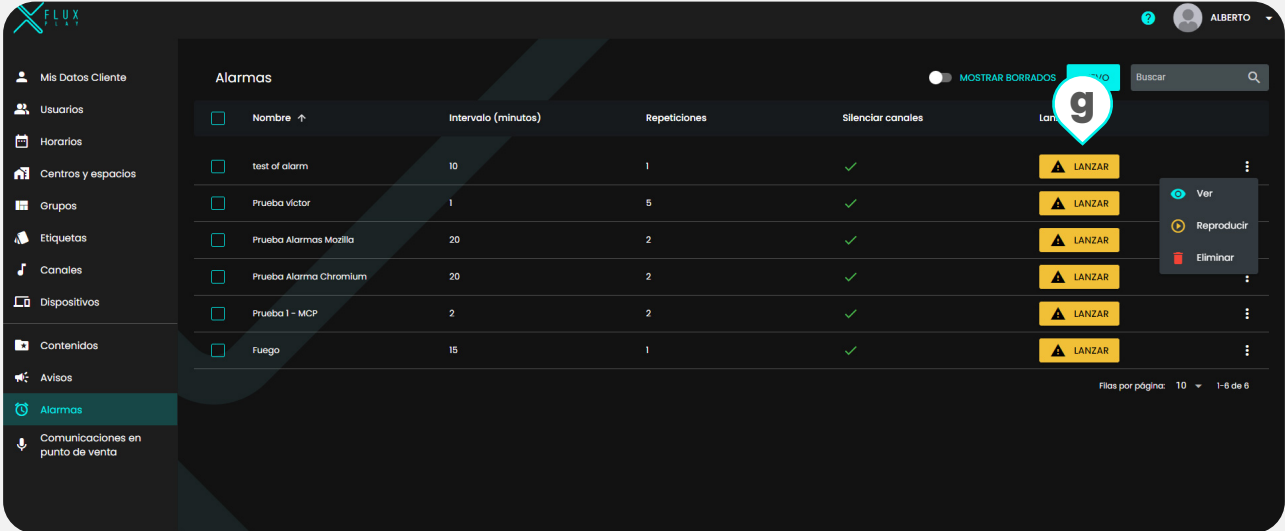 FLUX
PLAY
ALBERTO
Mis Datos Cliente
Usuarios
Horarios
Centros y espacios
Grupos
Etiquetas
Canales
Dispositivos
Contenidos
Avisos
Alarmas
Comunicaciones en
punto de venta
Alarmas
MOSTRAR BORRADOS
Buscar
g
Nombre Intervalo (minutos) Repeticiones Silenciar canales
test of alarm 10 1 LANZAR
Prueba victor 1 5 LANZAR
Prueba Alarmas Mozilla 20 2 LANZAR
Prueba Alarma Chromium 20 2 LANZAR
Prueba 1 - MCP 2 2 LANZAR
Fuego 15 1 LANZAR
Ver
Reproducir
Eliminar
Filas por página: 10 1-6 de 6